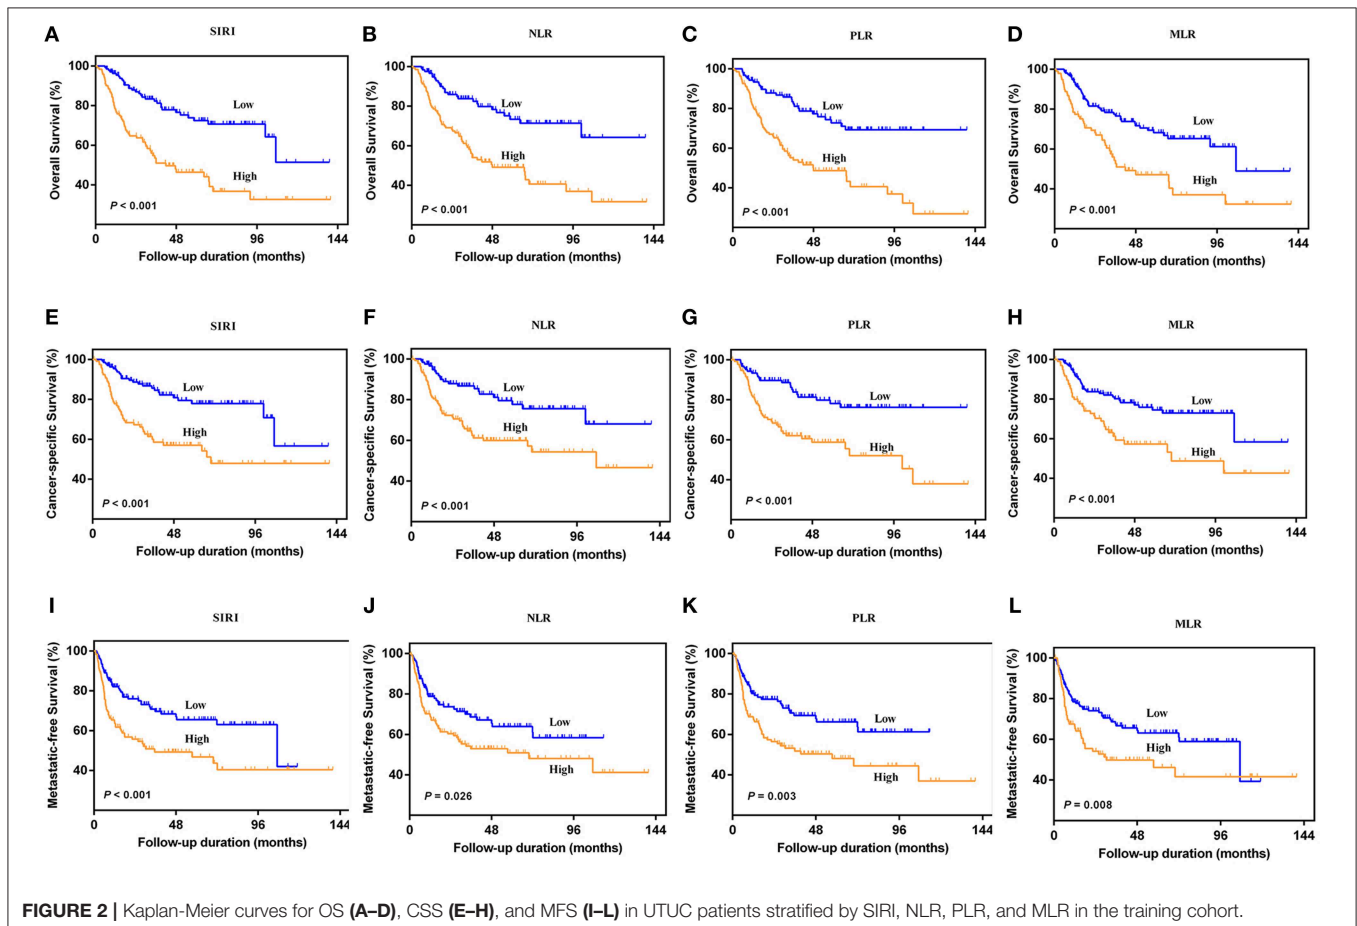 A SIRI
Overall Survival (%)
100
80
60
40
Low
High
P < 0.001
0 48 96 144
Follow-up duration (months)
B NLR
Overall Survival (%)
100
80
60
40
Low
High
P < 0.001
0 48 96 144
Follow-up duration (months)
C PLR
Overall Survival (%)
100
80
60
40
Low
High
P < 0.001
0 48 96 144
Follow-up duration (months)
D MLR
Overall Survival (%)
100
80
60
40
Low
High
P < 0.001
0 48 96 144
Follow-up duration (months)
E SIRI
Cancer-specific Survival (%)
100
80
60
40
Low
High
P < 0.001
0 48 96 144
Follow-up duration (months)
F NLR
Cancer-specific Survival (%)
100
80
60
40
Low
High
P < 0.001
0 48 96 144
Follow-up duration (months)
G PLR
Cancer-specific Survival (%)
100
80
60
40
Low
High
P < 0.001
0 48 96 144
Follow-up duration (months)
H MLR
Cancer-specific Survival (%)
100
80
60
40
Low
High
P < 0.001
0 48 96 144
Follow-up duration (months)
I SIRI
Metastatic-free Survival (%)
100
80
60
40
Low
High
P < 0.001
0 48 96 144
Follow-up duration (months)
J NLR
Metastatic-free Survival (%)
100
80
60
40
Low
High
P = 0.026
0 48 96 144
Follow-up duration (months)
K PLR
Metastatic-free Survival (%)
100
80
60
40
Low
High
P = 0.003
0 48 96 144
Follow-up duration (months)
L MLR
Metastatic-free Survival (%)
100
80
60
40
Low
High
P = 0.008
0 48 96 144
Follow-up duration (months)
FIGURE 2 | Kaplan-Meier curves for OS (A–D), CSS (E–H), and MFS (I–L) in UTUC patients stratified by SIRI, NLR, PLR, and MLR in the training cohort.